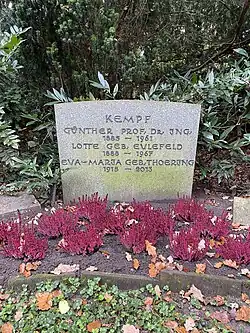 KEMPF
GÜNTHER PROF. DR. ING.
1885 – 1961
LOTTE GEB. EULEFELD
1888 – 1967
EVA-MARIA GEB. THOERING
1918 – 2013